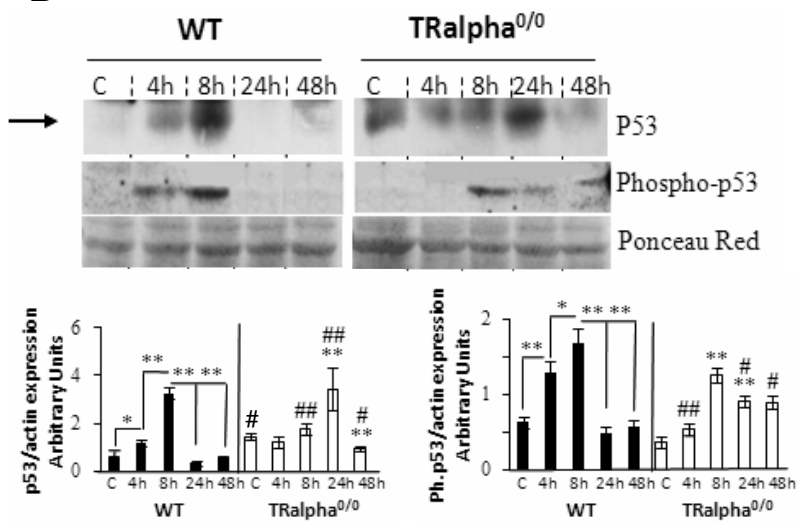 WT TRalpha0/0
C 4h 8h 24h 48h C 4h 8h 24h 48h
P53
Phospho-p53
Ponceau Red
p53/actin expression
Arbitrary Units
6
4
2
0
* ** ** ** # ## ## ** # **
C 4h 8h 24h 48h C 4h 8h 24h 48h
WT TRalpha0/0
Ph.p53/actin expression
Arbitrary Units
2
1
0
** * ** ** ## ** # ** #
C 4h 8h 24h 48h C 4h 8h 24h 48h
WT TRalpha0/0